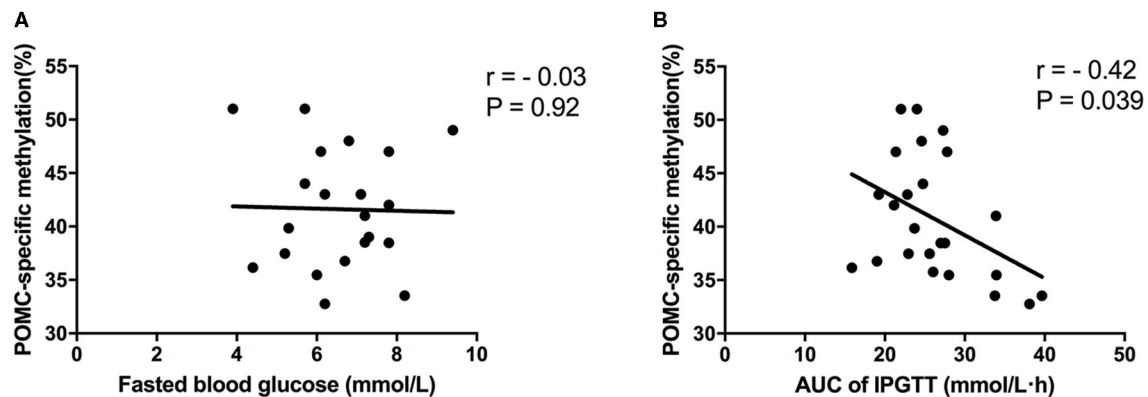 A
POMC-specific methylation(%)
55
50
45
40
35
30
0 2 4 6 8 10
Fasted blood glucose (mmol/L)
r = - 0.03
P = 0.92
B
POMC-specific methylation(%)
55
50
45
40
35
30
0 10 20 30 40 50
AUC of IPGTT (mmol/L·h)
r = - 0.42
P = 0.039